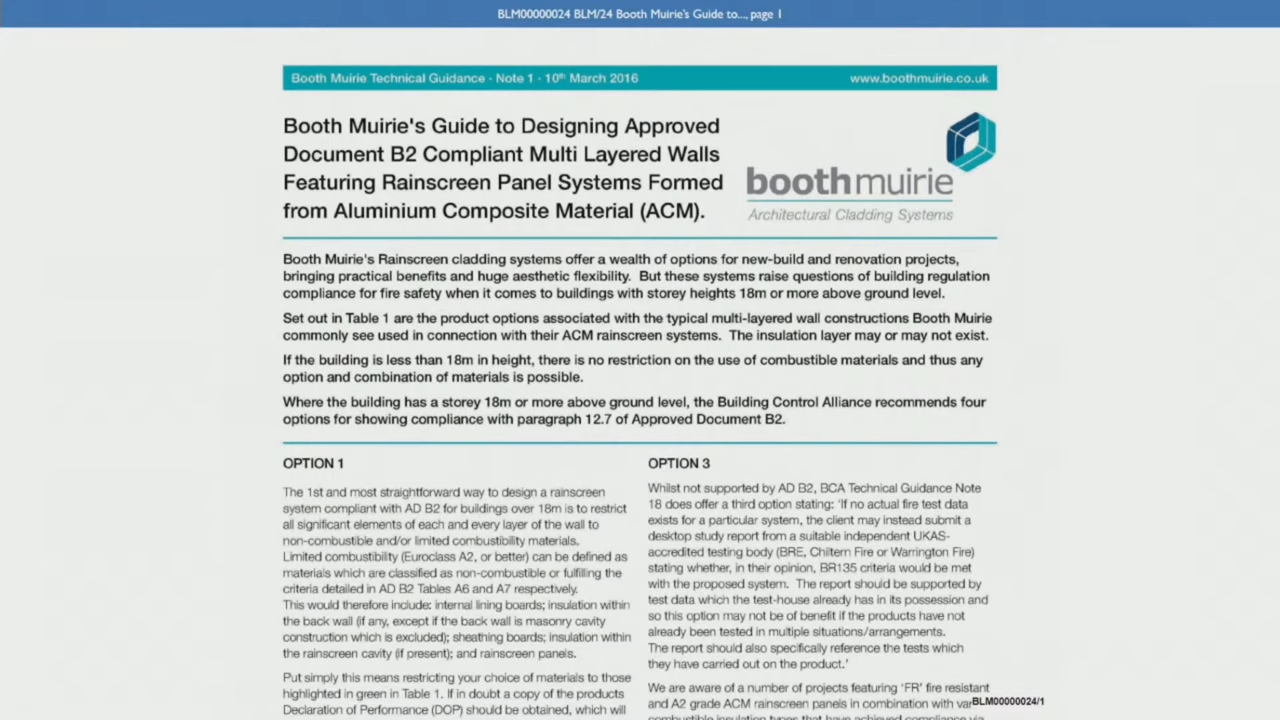 BLM00000024 BLM/24 Booth Muirie's Guide to..., page 1
Booth Muirie Technical Guidance - Note 1 - 10th March 2016
www.boothmuirie.co.uk
Booth Muirie's Guide to Designing Approved
Document B2 Compliant Multi Layered Walls
Featuring Rainscreen Panel Systems Formed
from Aluminium Composite Material (ACM).
boothmuirie
Architectural Cladding Systems
Booth Muirie's Rainscreen cladding systems offer a wealth of options for new-build and renovation projects,
bringing practical benefits and huge aesthetic flexibility. But these systems raise questions of building regulation
compliance for fire safety when it comes to buildings with storey heights 18m or more above ground level.
Set out in Table 1 are the product options associated with the typical multi-layered wall constructions Booth Muirie
commonly see used in connection with their ACM rainscreen systems. The insulation layer may or may not exist.
If the building is less than 18m in height, there is no restriction on the use of combustible materials and thus any
option and combination of materials is possible.
Where the building has a storey 18m or more above ground level, the Building Control Alliance recommends four
options for showing compliance with paragraph 12.7 of Approved Document B2.
OPTION 1
The 1st and most straightforward way to design a rainscreen
system compliant with AD B2 for buildings over 18m is to restrict
all significant elements of each and every layer of the wall to
non-combustible and/or limited combustibility materials.
Limited combustibility (Euroclass A2, or better) can be defined as
materials which are classified as non-combustible or fulfilling the
criteria detailed in AD B2 Tables A6 and A7 respectively.
This would therefore include: internal lining boards; insulation within
the back wall (if any, except if the back wall is masonry cavity
construction which is excluded); sheathing boards; insulation within
the rainscreen cavity (if present); and rainscreen panels.
Put simply this means restricting your choice of materials to those
highlighted in green in Table 1. If in doubt a copy of the products
Declaration of Performance (DOP) should be obtained, which will
OPTION 3
Whilst not supported by AD B2, BCA Technical Guidance Note
18 does offer a third option stating: 'If no actual fire test data
exists for a particular system, the client may instead submit a
desktop study report from a suitable independent UKAS-
accredited testing body (BRE, Chiltern Fire or Warrington Fire)
stating whether, in their opinion, BR135 criteria would be met
with the proposed system. The report should be supported by
test data which the test-house already has in its possession and
so this option may not be of benefit if the products have not
already been tested in multiple situations/arrangements.
The report should also specifically reference the tests which
they have carried out on the product.'
We are aware of a number of projects featuring 'FR' fire resistant
and A2 grade ACM rainscreen panels in combination with var
combustible insulation types that have achieved compliance via
BLM00000024/1